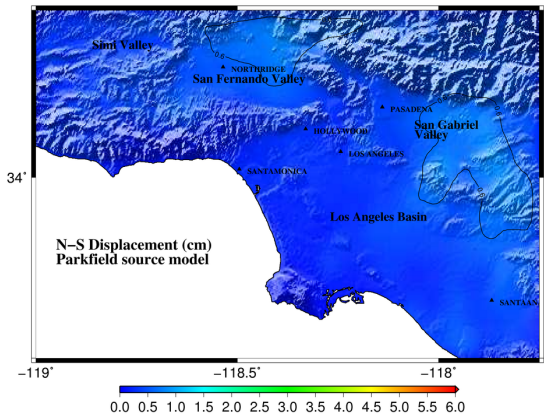 Simi Valley
0.8
NORTHRIDGE
San Fernando Valley
PASADENA
San Gabriel
Valley
HOLLYWOOD
LOS ANGELES
SANTAMONICA
34°
Los Angeles Basin
N−S Displacement (cm)
Parkfield source model
SANTAAN
−119° −118.5° −118°
0.0 0.5 1.0 1.5 2.0 2.5 3.0 3.5 4.0 4.5 5.0 5.5 6.0